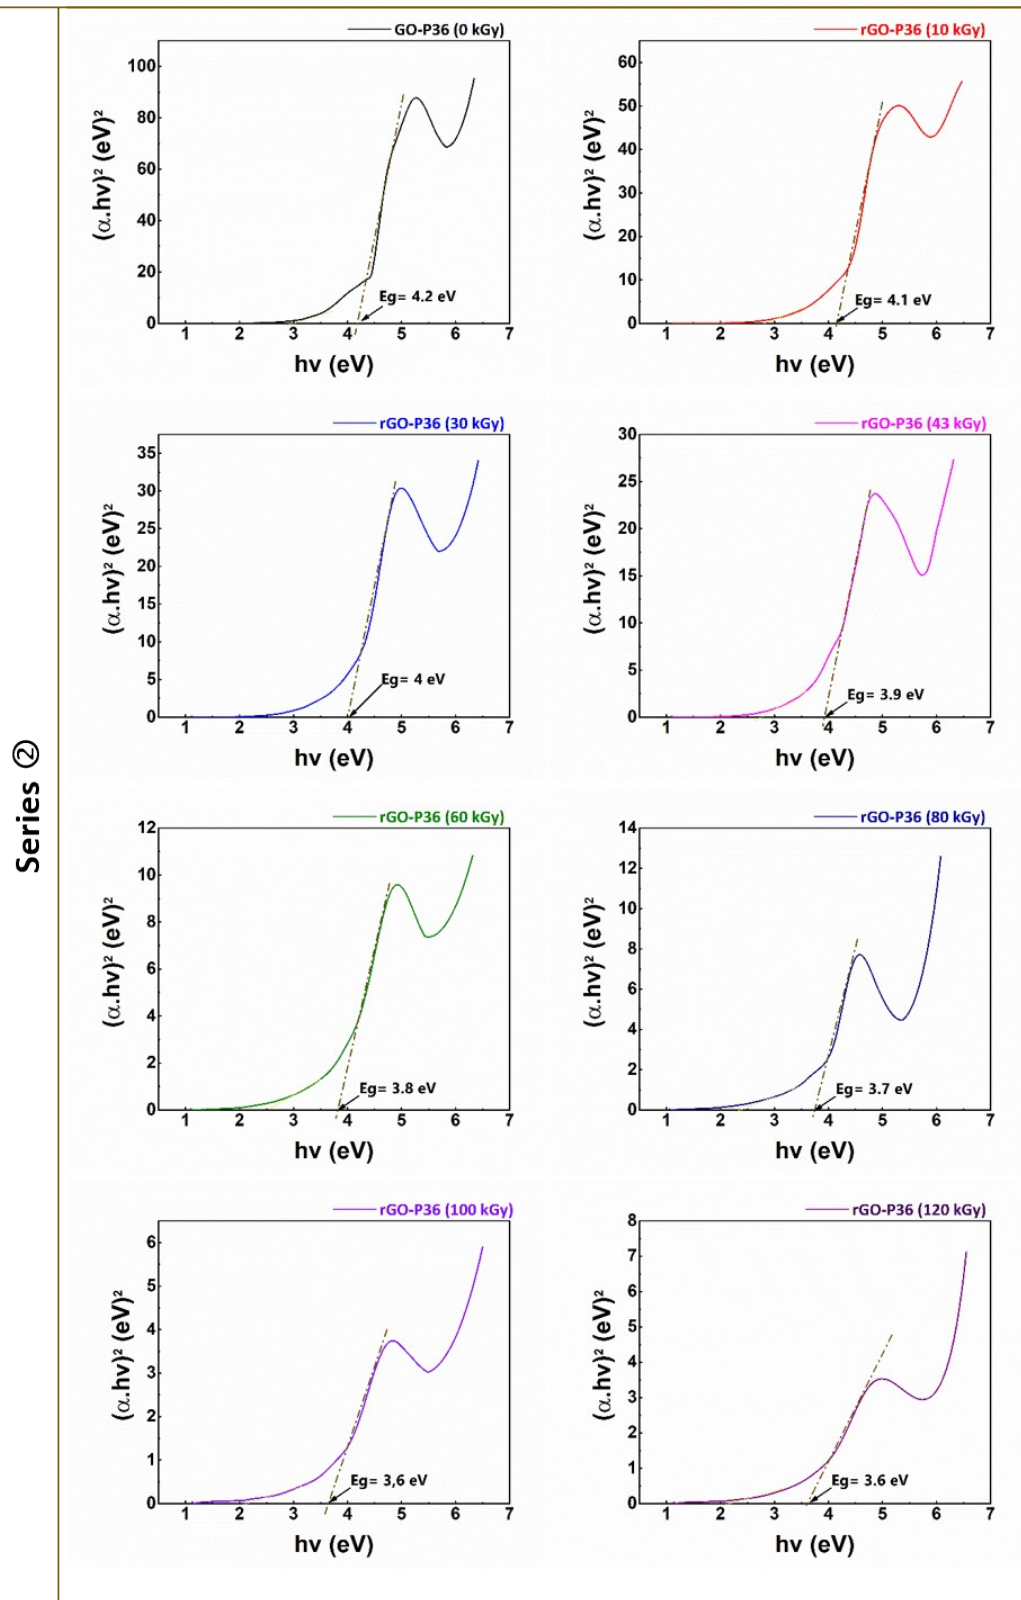 Series ②
GO-P36 (0 kGy)
(α.hν)² (eV)²
100
80
60
40
20
0
Eg= 4.2 eV
1 2 3 4 5 6 7
hν (eV)
rGO-P36 (10 kGy)
(α.hν)² (eV)²
60
50
40
30
20
10
0
Eg= 4.1 eV
1 2 3 4 5 6 7
hν (eV)
rGO-P36 (30 kGy)
(α.hν)² (eV)²
35
30
25
20
15
10
5
0
Eg= 4 eV
1 2 3 4 5 6 7
hν (eV)
rGO-P36 (43 kGy)
(α.hν)² (eV)²
30
25
20
15
10
5
0
Eg= 3.9 eV
1 2 3 4 5 6 7
hν (eV)
rGO-P36 (60 kGy)
(α.hν)² (eV)²
12
10
8
6
4
2
0
Eg= 3.8 eV
1 2 3 4 5 6 7
hν (eV)
rGO-P36 (80 kGy)
(α.hν)² (eV)²
14
12
10
8
6
4
2
0
Eg= 3.7 eV
1 2 3 4 5 6 7
hν (eV)
rGO-P36 (100 kGy)
(α.hν)² (eV)²
6
5
4
3
2
1
0
Eg= 3,6 eV
1 2 3 4 5 6 7
hν (eV)
rGO-P36 (120 kGy)
(α.hν)² (eV)²
8
7
6
5
4
3
2
1
0
Eg= 3.6 eV
1 2 3 4 5 6 7
hν (eV)